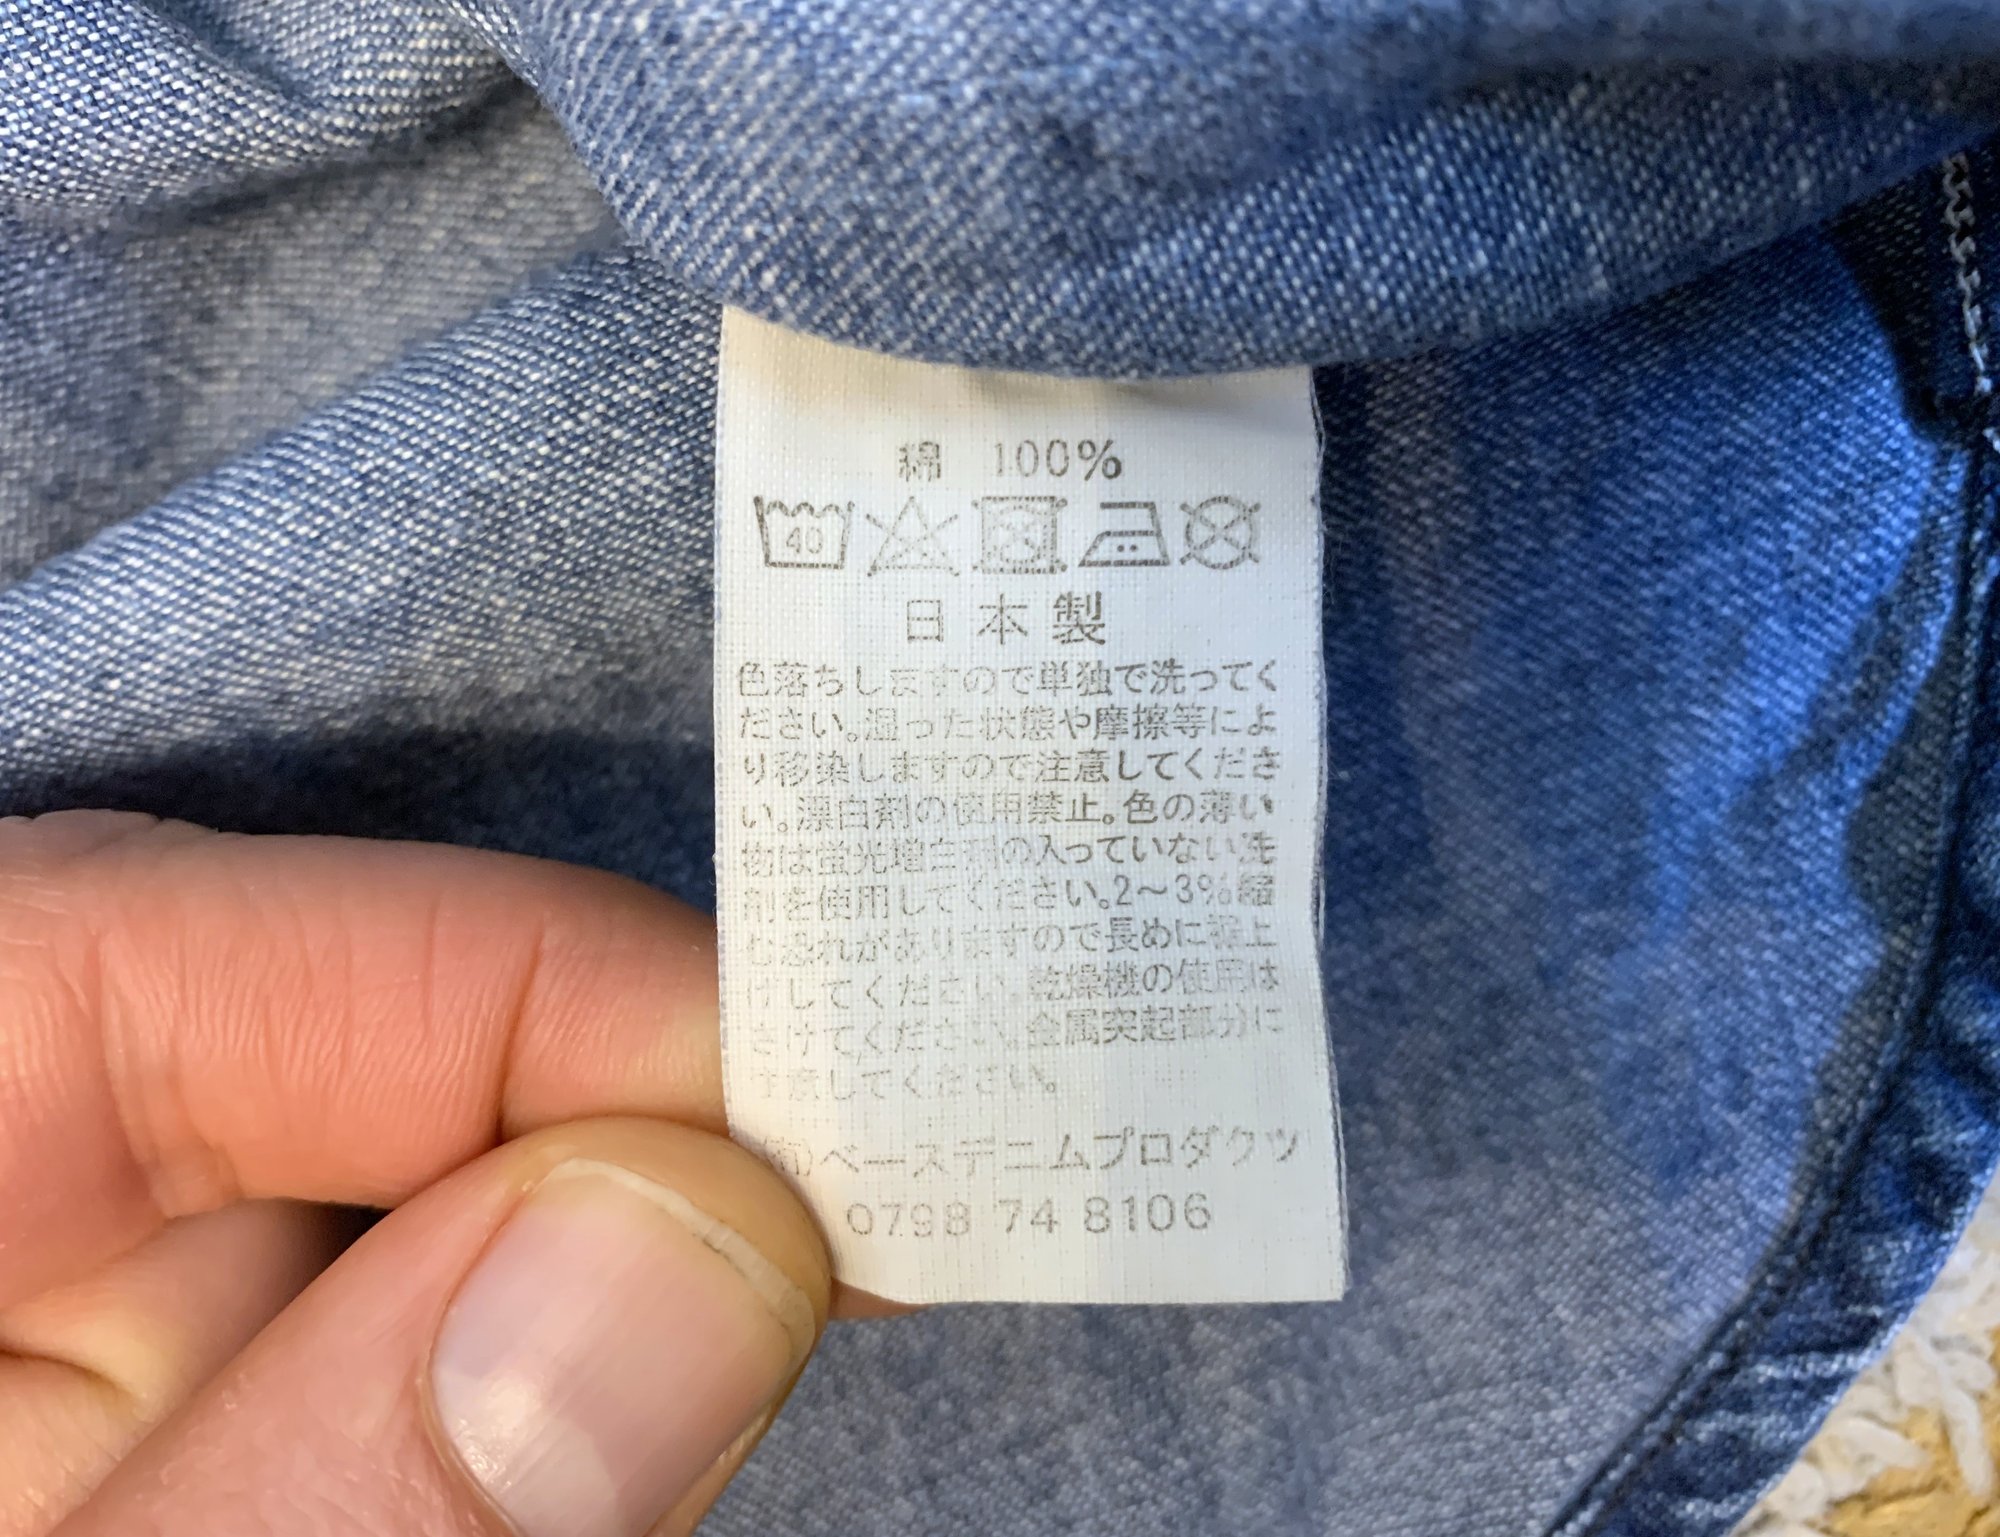 綿 100%
40
日本製
色落ちしますので単独で洗ってく
ださい。湿った状態や摩擦等によ
り移染しますので注意してくださ
い。漂白剤の使用禁止。色の薄い
物は蛍光増白剤の入っていない洗
剤を使用してください。2～3%縮
む恐れがありますので長めに裾上
げしてください。乾燥機の使用は
さけてください。金属突起部分に
意してください。
(有)ベースデニムプロダクツ
0798 74 8106